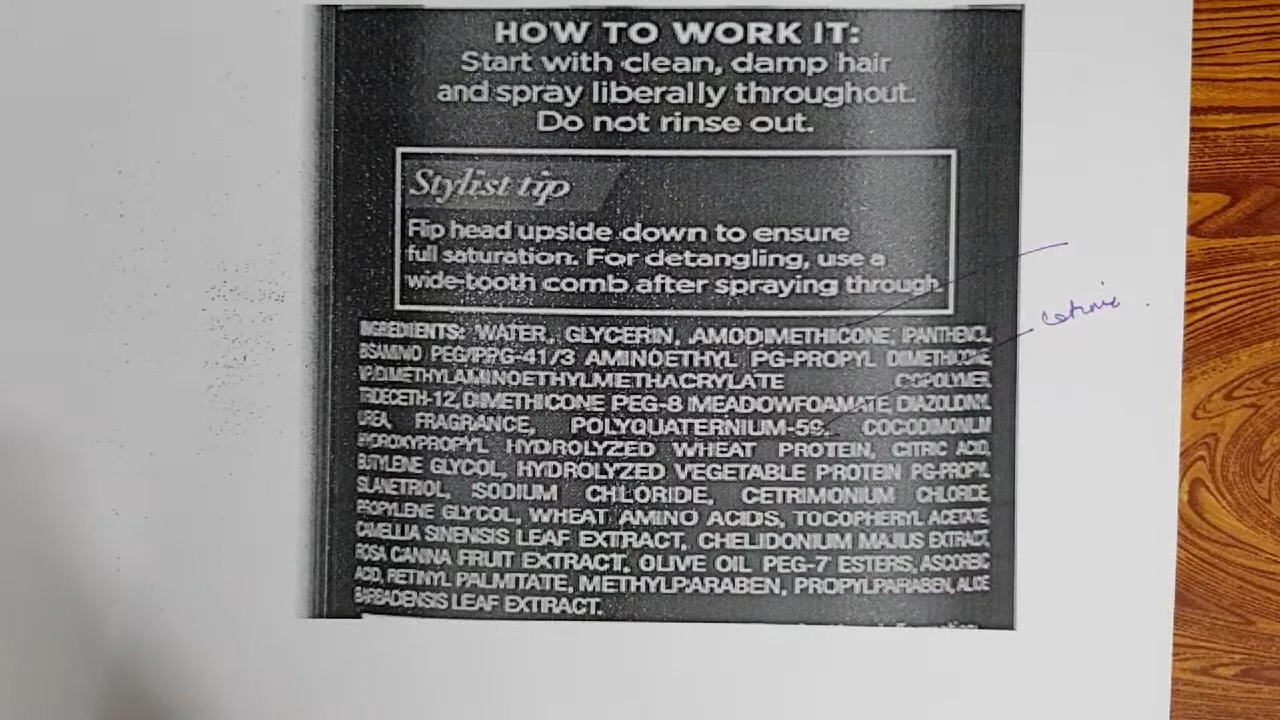 HOW TO WORK IT:
Start with clean, damp hair
and spray liberally throughout.
Do not rinse out.
Stylist tip
Flip head upside down to ensure
full saturation. For detangling, use a
wide-tooth comb after spraying through.
INGREDIENTS: WATER, GLYCERIN, AMODIMETHICONE, PANTHENOL,
BISAMINO PEG/PPG-41/3 AMINOETHYL PG-PROPYL DIMETHICONE,
VP/DIMETHYLAMINOETHYLMETHACRYLATE COPOLYMER,
TRIDECETH-12, DIMETHICONE PEG-8 MEADOWFOAMATE, DIAZOLIDINYL
UREA, FRAGRANCE, POLYQUATERNIUM-59, COCODIMONIUM
HYDROXYPROPYL HYDROLYZED WHEAT PROTEIN, CITRIC ACID,
BUTYLENE GLYCOL, HYDROLYZED VEGETABLE PROTEIN PG-PROPYL
SILANETRIOL, SODIUM CHLORIDE, CETRIMONIUM CHLORIDE,
PROPYLENE GLYCOL, WHEAT AMINO ACIDS, TOCOPHERYL ACETATE,
CAMELLIA SINENSIS LEAF EXTRACT, CHELIDONIUM MAJUS EXTRACT,
ROSA CANINA FRUIT EXTRACT, OLIVE OIL PEG-7 ESTERS, ASCORBIC
ACID, RETINYL PALMITATE, METHYLPARABEN, PROPYLPARABEN, ALOE
BARBADENSIS LEAF EXTRACT.